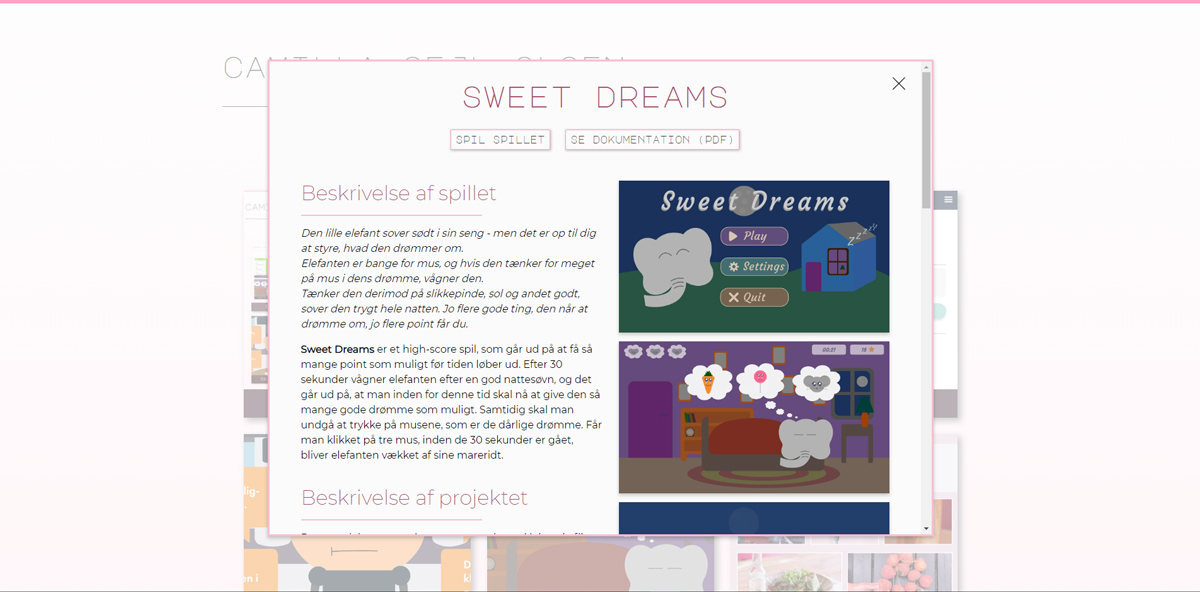 SWEET DREAMS
SPIL SPILLET
SE DOKUMENTATION (PDF)
Beskrivelse af spillet
Den lille elefant sover sødt i sin seng - men det er op til dig
at styre, hvad den drømmer om.
Elefanten er bange for mus, og hvis den tænker for meget
på mus i dens drømme, vågner den.
Tænker den derimod på slikkepinde, sol og andet godt,
sover den trygt hele natten. Jo flere gode ting, den når at
drømme om, jo flere point får du.
Sweet Dreams er et high-score spil, som går ud på at få så
mange point som muligt før tiden løber ud. Efter 30
sekunder vågner elefanten efter en god nattesøvn, og det
går ud på, at man inden for denne tid skal nå at give den så
mange gode drømme som muligt. Samtidig skal man
undgå at trykke på musene, som er de dårlige drømme. Får
man klikket på tre mus, inden de 30 sekunder er gået,
bliver elefanten vækket af sine mareridt.
Beskrivelse af projektet
Sweet Dreams
Play
Settings
Quit
zzzzz
00:21